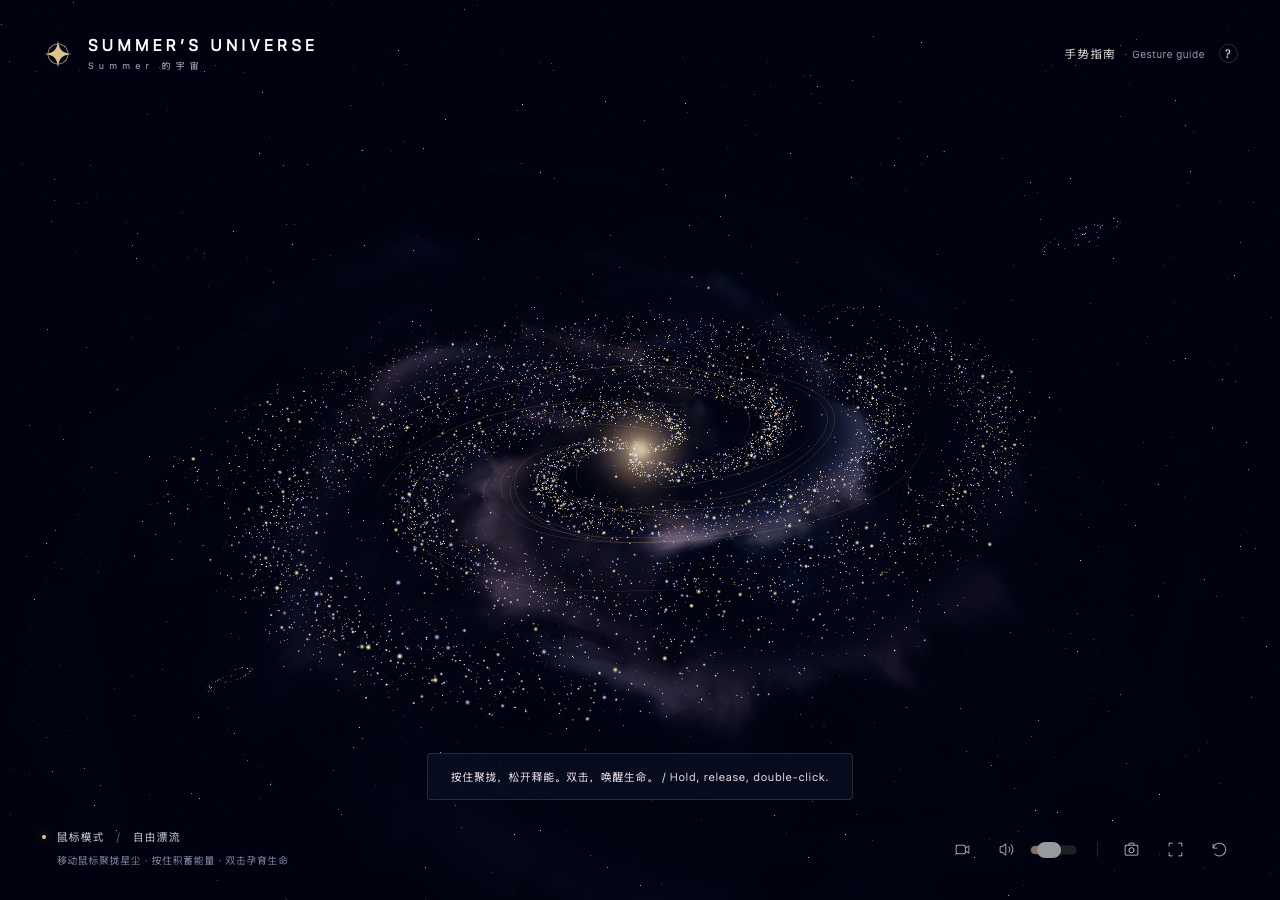 SUMMER'S UNIVERSE
Summer 的宇宙
手势指南 · Gesture guide ?
按住聚拢，松开释能。双击，唤醒生命。 / Hold, release, double-click.
鼠标模式 / 自由漂流
移动鼠标聚拢星尘 · 按住积蓄能量 · 双击孕育生命